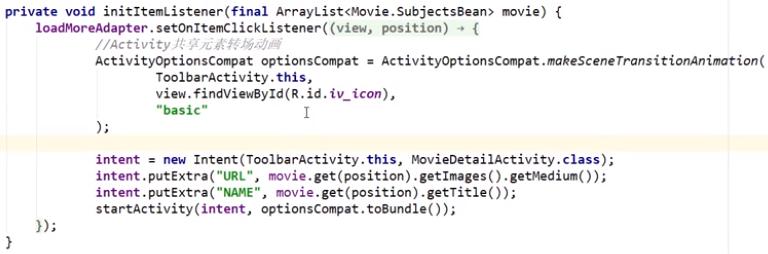 private void initItemListener(final ArrayList<Movie.SubjectsBean> movie) {
    loadMoreAdapter.setOnItemClickListener((view, position) → {
            //Activity共享元素转场动画
            ActivityOptionsCompat optionsCompat = ActivityOptionsCompat.makeSceneTransitionAnimation(
                    ToolbarActivity.this,
                    view.findViewById(R.id.iv_icon),
                    "basic"
            );
            intent = new Intent(ToolbarActivity.this, MovieDetailActivity.class);
            intent.putExtra("URL", movie.get(position).getImages().getMedium());
            intent.putExtra("NAME", movie.get(position).getTitle());
            startActivity(intent, optionsCompat.toBundle());
    });
}